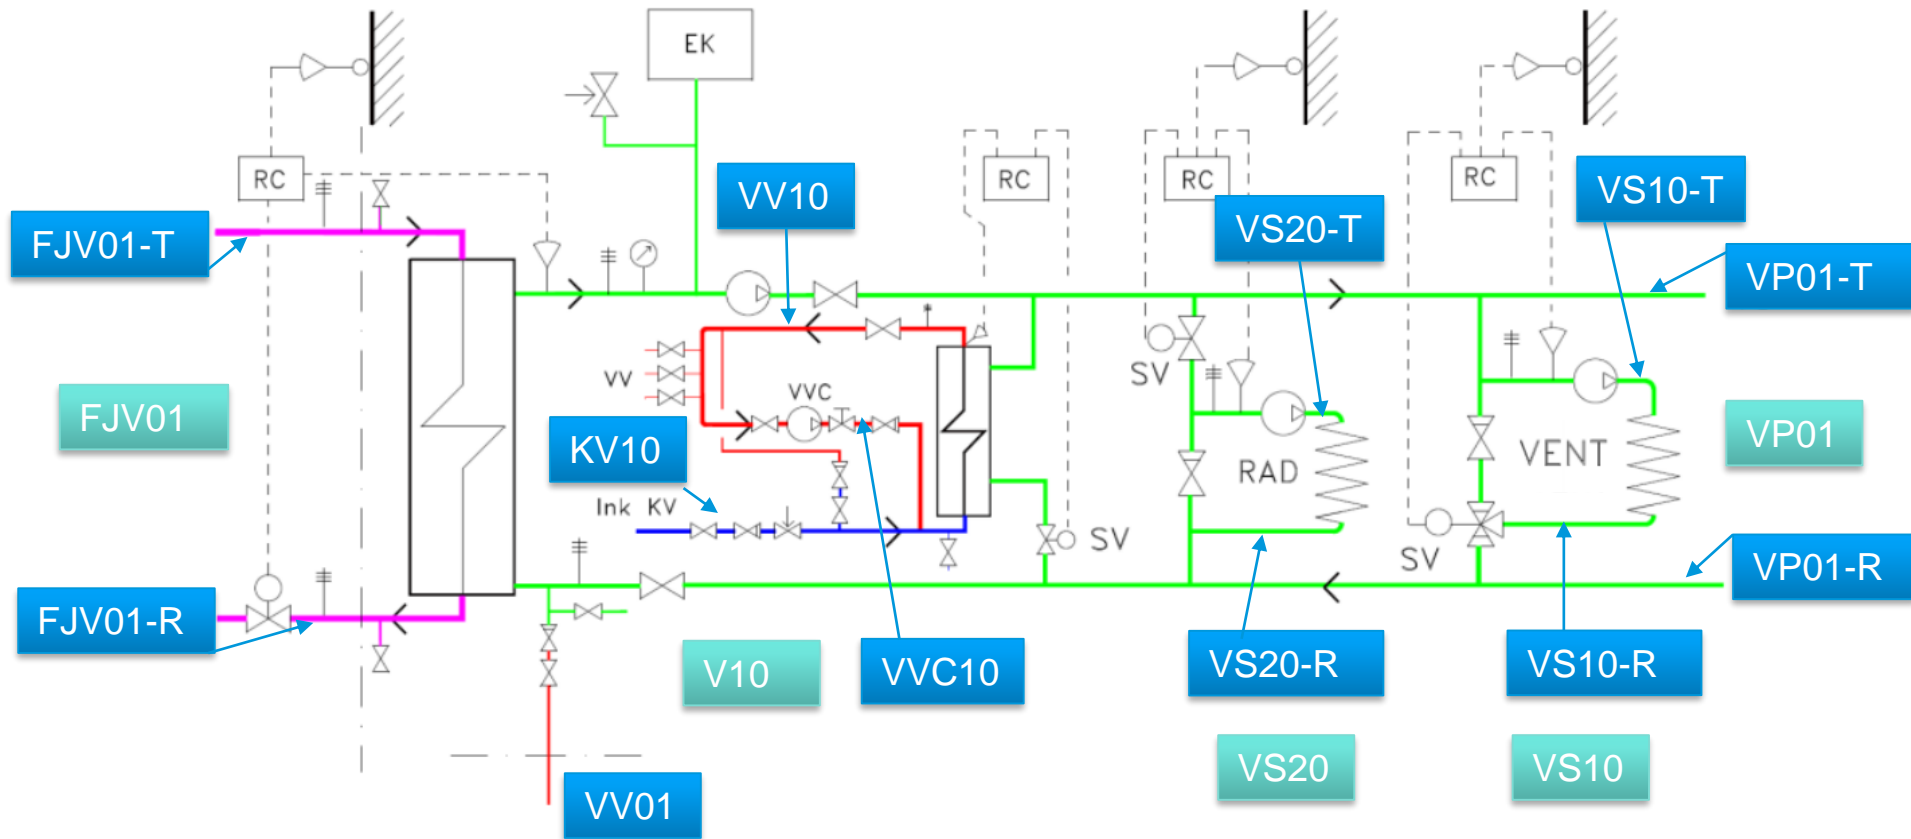 EK
RC
RC
RC
RC
VV10
VS20-T
VS10-T
FJV01-T
VP01-T
VV
VVC
SV
FJV01
KV10
RAD
VENT
VP01
Ink KV
SV
SV
VP01-R
FJV01-R
V10
VVC10
VS20-R
VS10-R
VS20
VS10
VV01